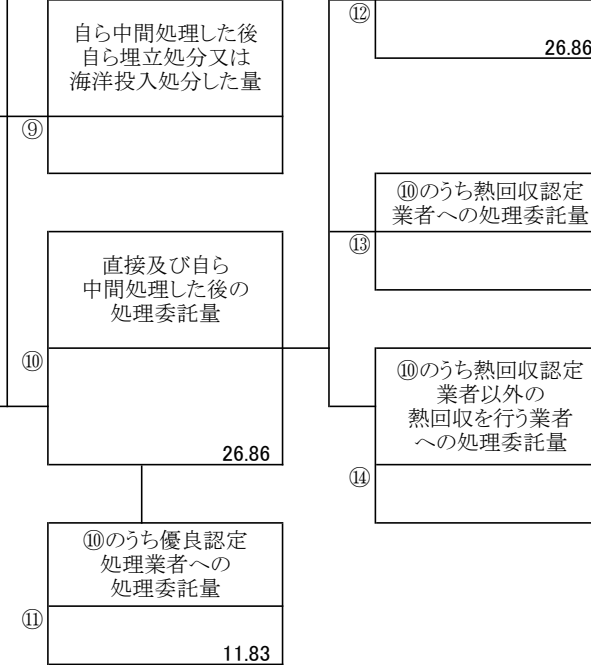 自ら中間処理した後
自ら埋立処分又は
海洋投入処分した量
⑨
直接及び自ら
中間処理した後の
処理委託量
⑩
26.86
⑩のうち優良認定
処理業者への
処理委託量
⑪
11.83
⑫
26.86
⑩のうち熱回収認定
業者への処理委託量
⑬
⑩のうち熱回収認定
業者以外の
熱回収を行う業者
への処理委託量
⑭